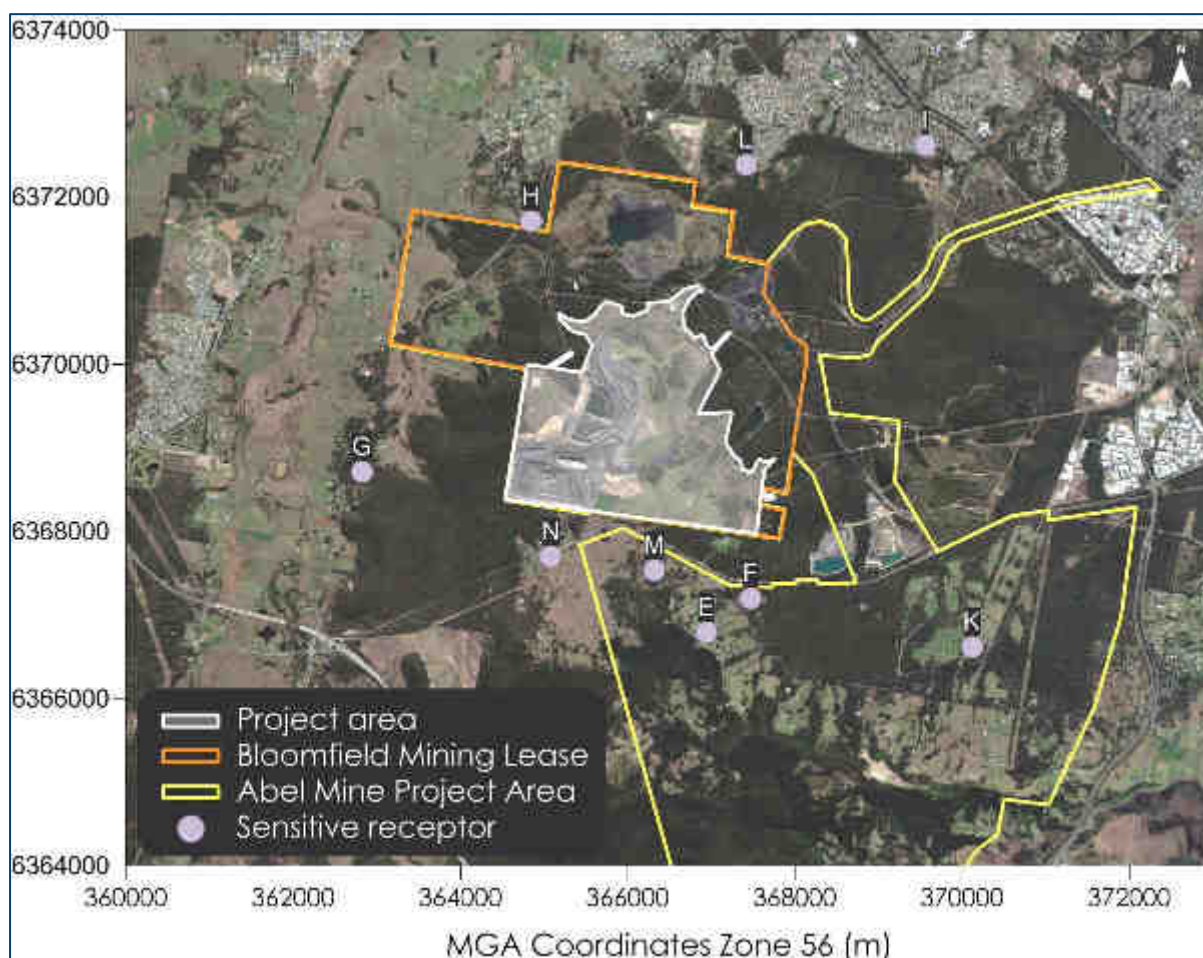 6374000
N
I
L
6372000
H
6370000
G
6368000
N
M
F
E
K
6366000
Project area
Bloomfield Mining Lease
Abel Mine Project Area
Sensitive receptor
6364000
360000 362000 364000 366000 368000 370000 372000
MGA Coordinates Zone 56 (m)